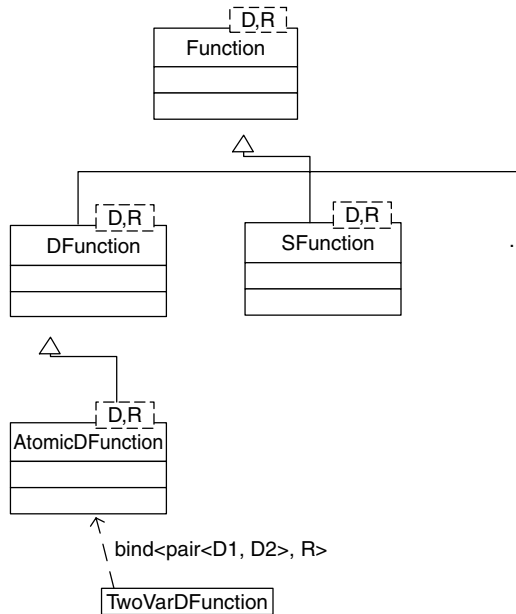 D,R
Function
D,R
D,R
DFunction
SFunction
.
D,R
AtomicDFunction
bind<pair<D1, D2>, R>
TwoVarDFunction